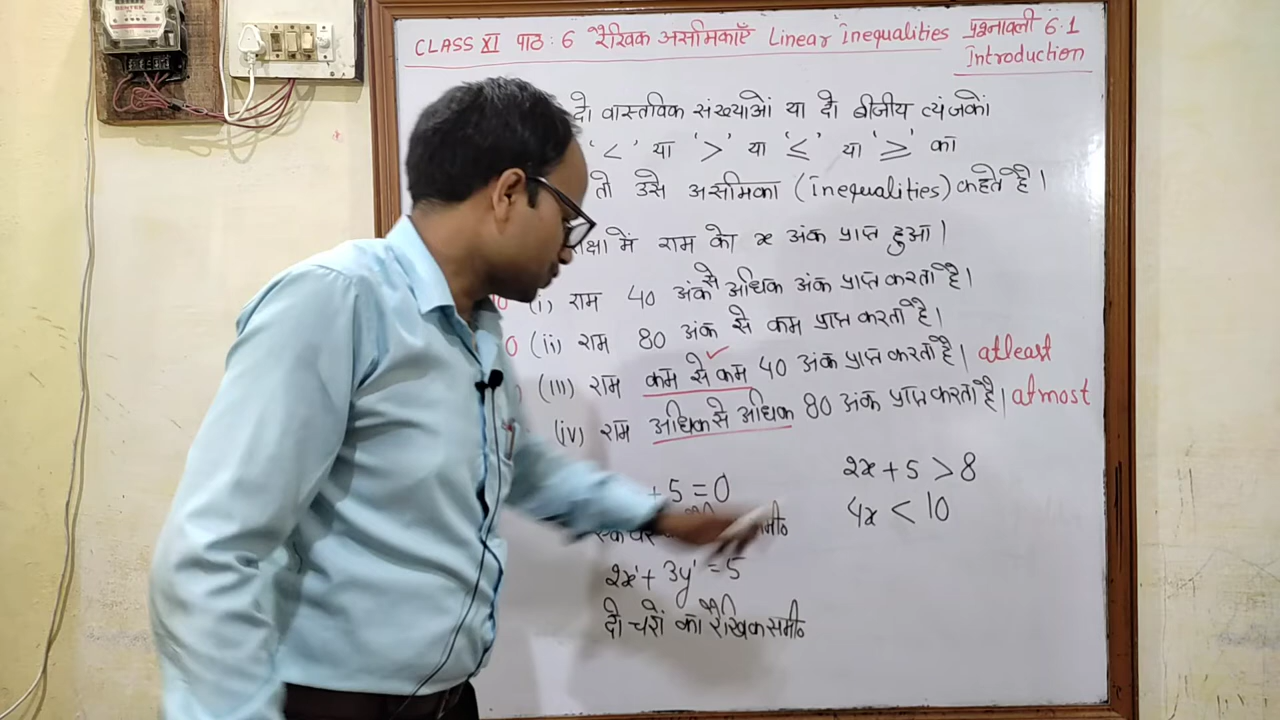 CLASS XI पाठ : 6 रैखिक असमिकाएँ Linear Inequalities प्रश्नावली 6.1
Introduction
दो वास्तविक संख्याओं या दो बीजीय व्यंजकों
'<' या '>' या '≤' या '≥' का
तो उसे असमिका (inequalities) कहते है।
में राम को x अंक प्राप्त हुआ।
(i) राम 40 अंक से अधिक अंक प्राप्त करता है।
(ii) राम 80 अंक से कम प्राप्त करता है।
(iii) राम कम से कम 40 अंक प्राप्त करता है। atleast
(iv) राम अधिक से अधिक 80 अंक प्राप्त करता है। atmost
+ 5 = 0
2x + 3y = 5
दो चरों का रैखिक समी०
2x + 5 > 8
4x < 10